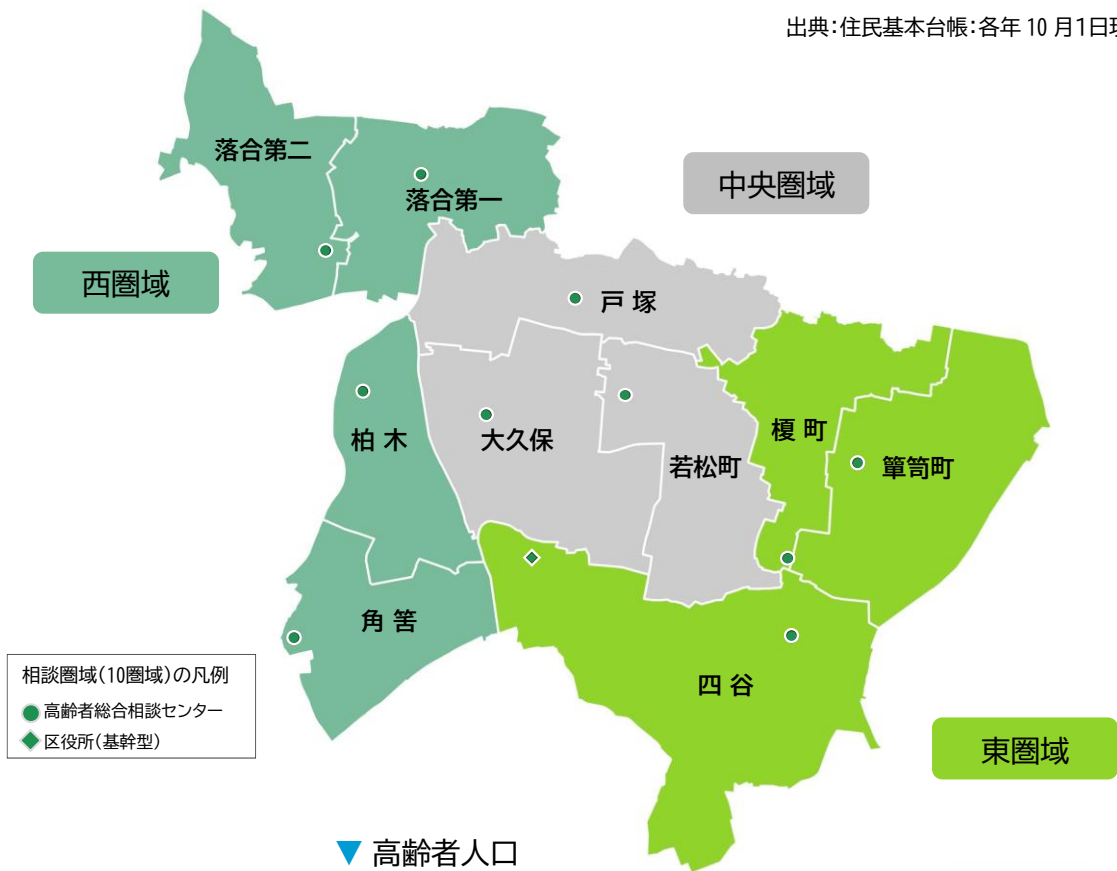 出典：住民基本台帳：各年 10 月1日現
落合第二
落合第一
中央圏域
西圏域
戸 塚
柏 木
大久保
榎 町
若松町
簞笥町
角 筈
四 谷
相談圏域(10圏域)の凡例
高齢者総合相談センター
区役所(基幹型)
東圏域
▼ 高齢者人口